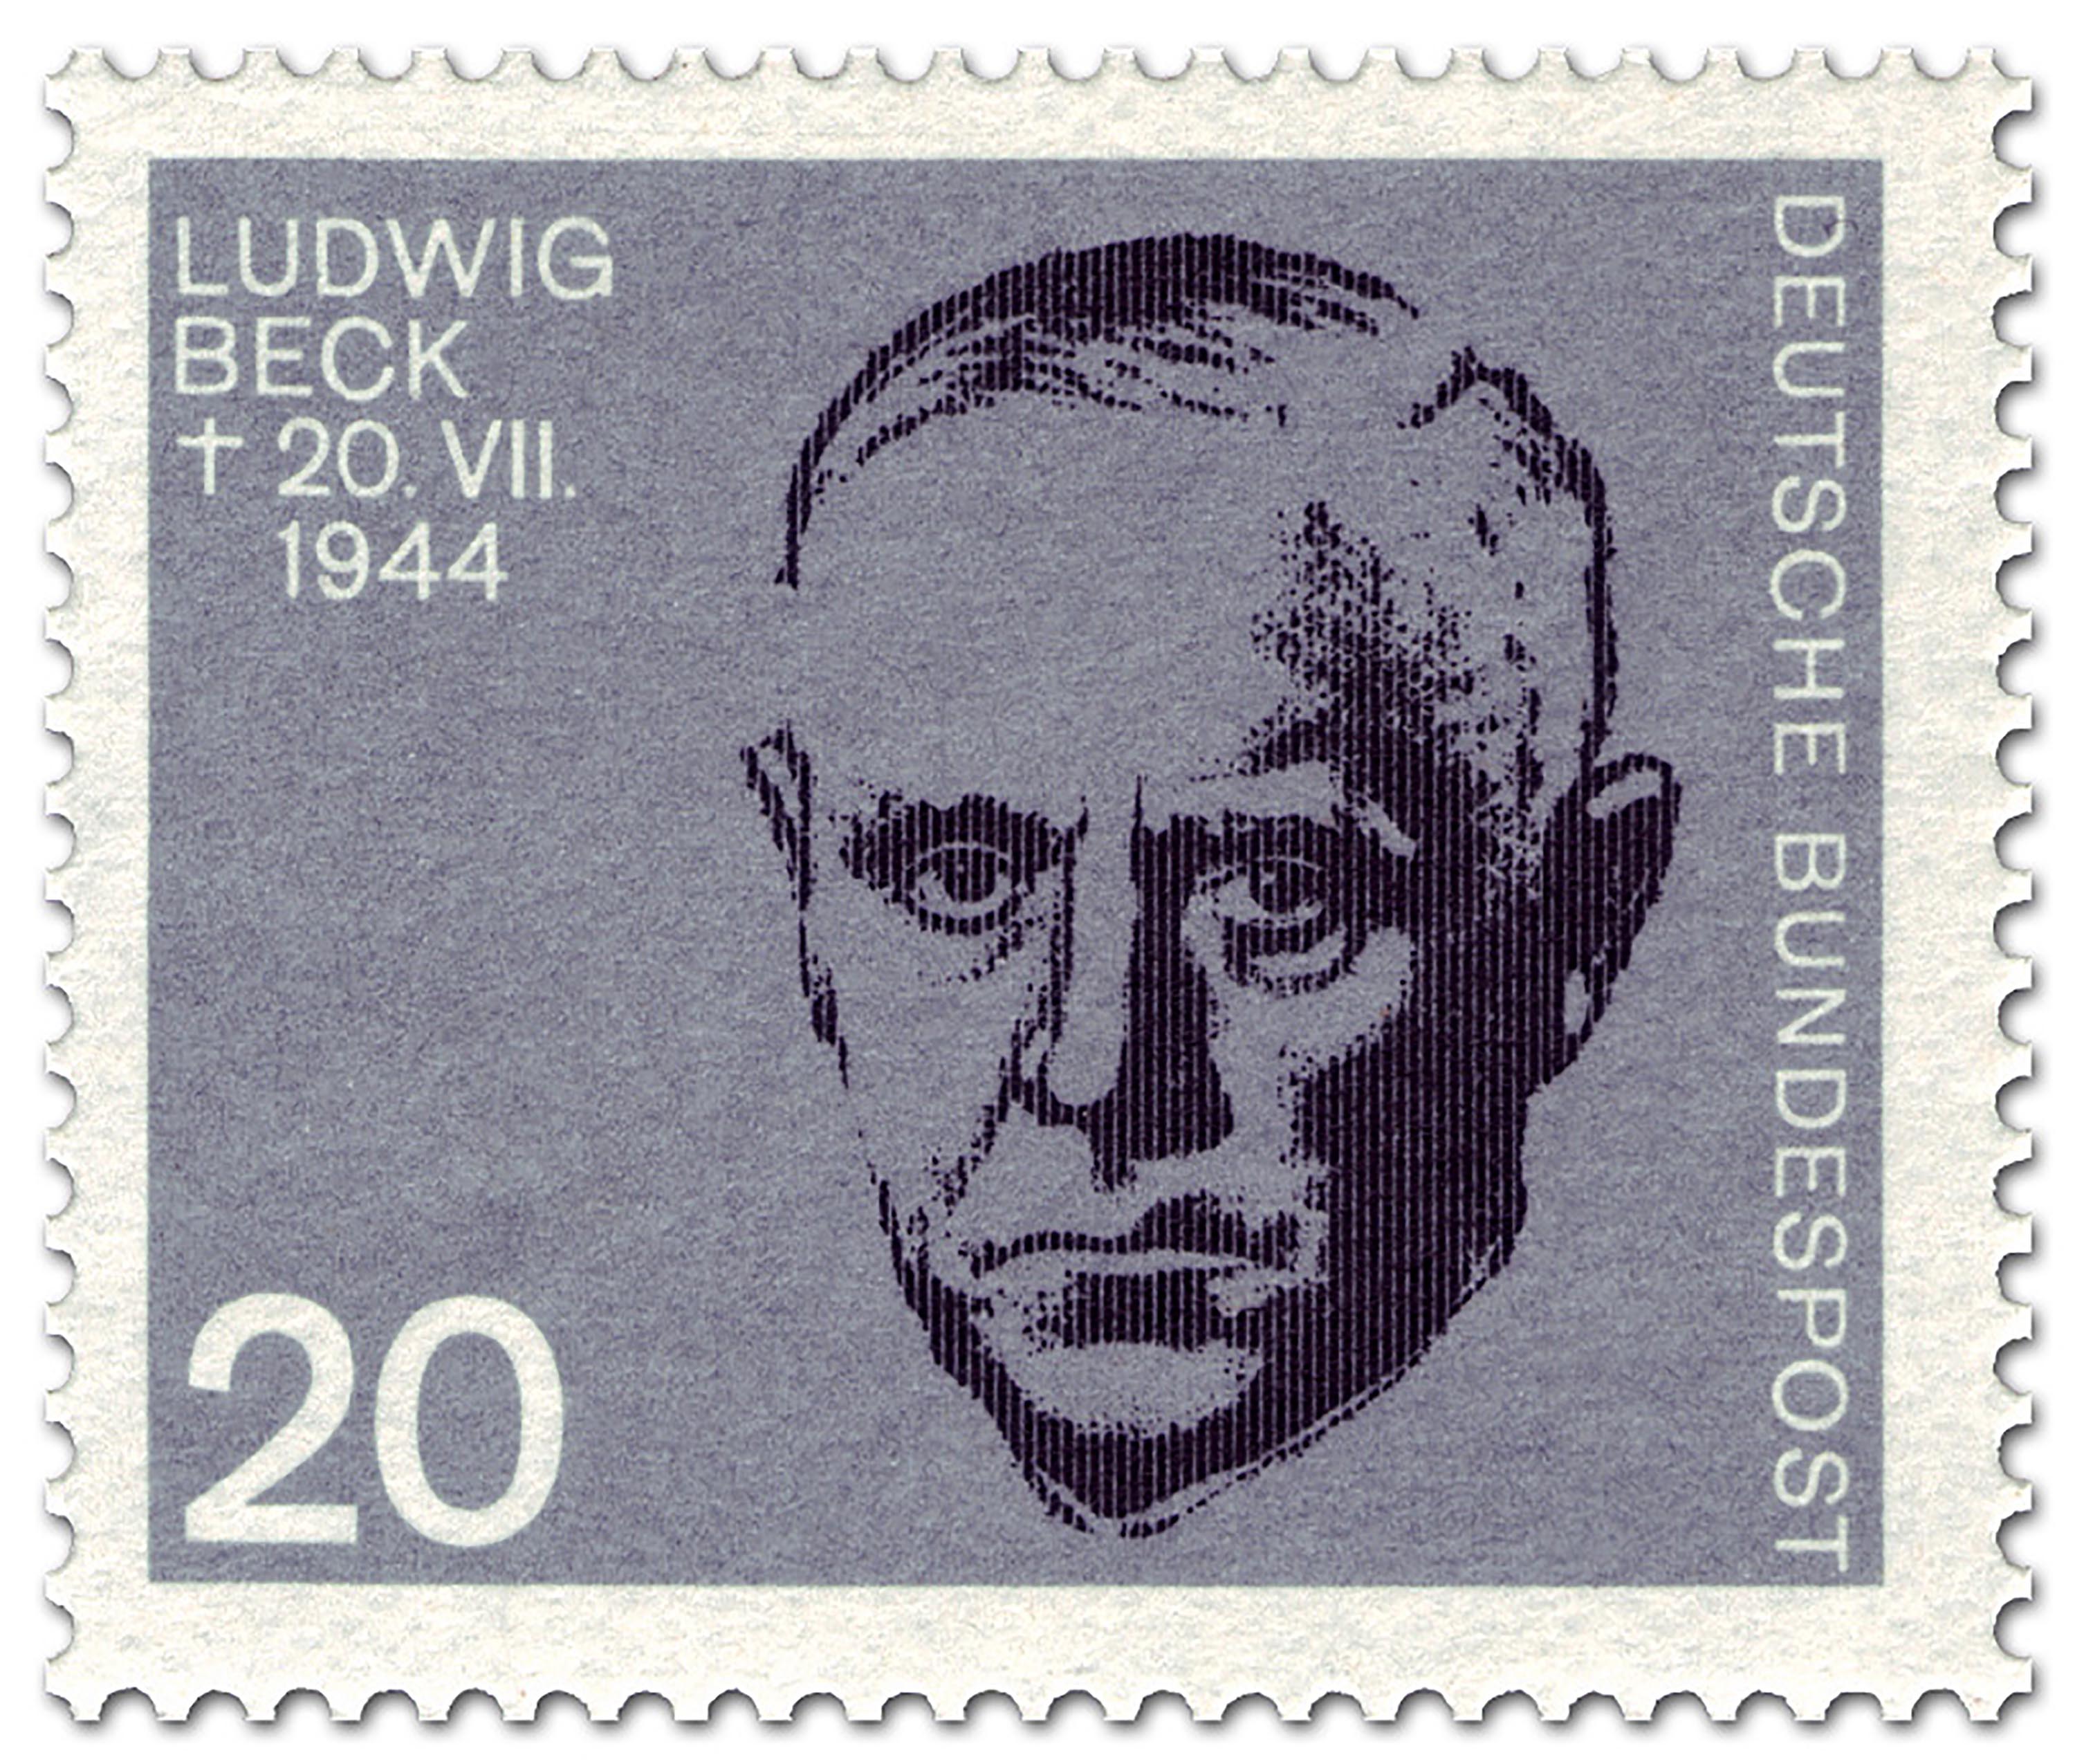 LUDWIG
BECK
† 20. VII.
1944
20
DEUTSCHE BUNDESPOST